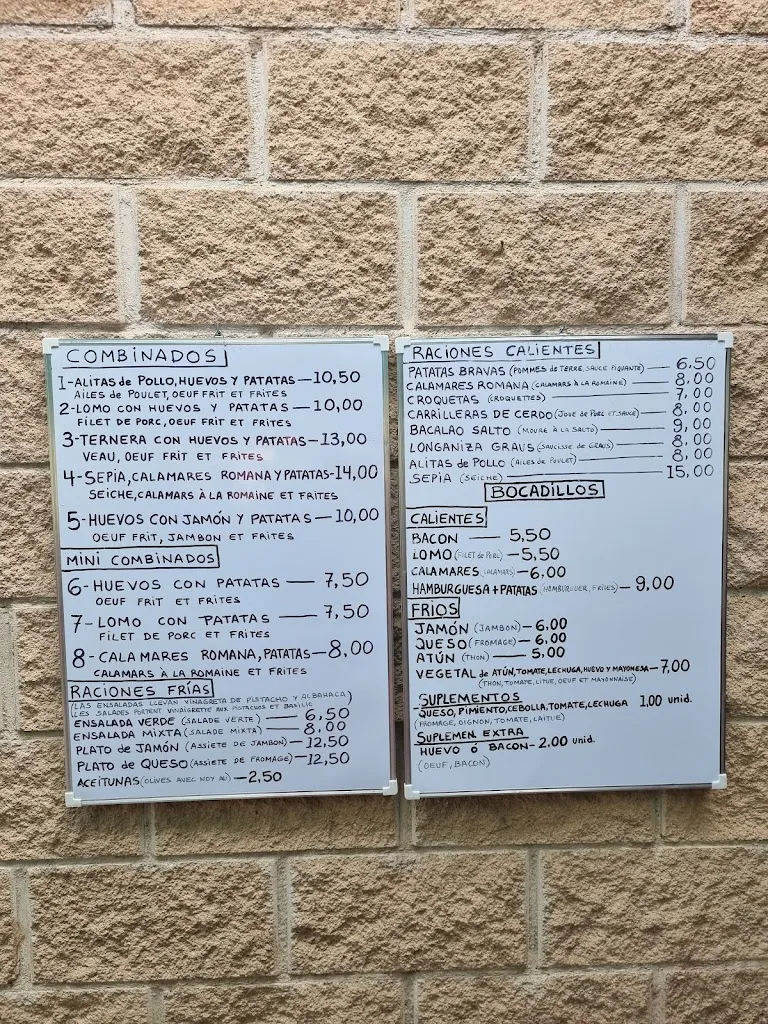 COMBINADOS
1-ALITAS de POLLO, HUEVOS Y PATATAS — 10,50
AILES DE POULET, OEUF FRIT ET FRITES
2-LOMO CON HUEVOS Y PATATAS — 10,00
FILET DE PORC, OEUF FRIT ET FRITES
3-TERNERA CON HUEVOS Y PATATAS — 13,00
VEAU, OEUF FRIT ET FRITES
4-SEPIA, CALAMARES ROMANA Y PATATAS-14,00
SEICHE, CALAMARS À LA ROMAINE ET FRITES
5-HUEVOS CON JAMÓN Y PATATAS — 10,00
OEUF FRIT, JAMBON ET FRITES
MINI COMBINADOS
6-HUEVOS CON PATATAS — 7,50
OEUF FRIT ET FRITES
7-LOMO CON PATATAS — 7,50
FILET DE PORC ET FRITES
8-CALAMARES ROMANA, PATATAS — 8,00
CALAMARS À LA ROMAINE ET FRITES
RACIONES FRÍAS
(LAS ENSALADAS LLEVAN VINAGRETA DE PISTACHO Y ALBAHACA)
(LES SALADES PORTENT VINAIGRETTE AUX PISTACHOS ET BASILIC
ENSALADA VERDE (SALADE VERTE) — 6,50
ENSALADA MIXTA (SALADE MIXTA) — 8,00
PLATO DE JAMÓN (ASSIETE DE JAMBON) — 12,50
PLATO DE QUESO (ASSIETE DE FROMAGE) — 12,50
ACEITUNAS (OLIVES AVEC NOYAU) — 2,50
RACIONES CALIENTES
PATATAS BRAVAS (POMMES DE TERRE, SAUCE PIQUANTE) — 6,50
CALAMARES ROMANA (CALAMARS À LA ROMAINE) — 8,00
CROQUETAS (CROQUETTES) — 7,00
CARRILLERAS DE CERDO (JOUE DE PORC ET SAUCE) — 8,00
BACALAO SALTO (MOURE À LA SALTO) — 9,00
LONGANIZA GRAUS (SAUCISSE DE GRAUS) — 8,00
ALITAS DE POLLO (AILES DE POULET) — 8,00
SEPIA (SEICHE) — 15,00
BOCADILLOS
CALIENTES
BACON — 5,50
LOMO (FILET DE PORC) — 5,50
CALAMARES (CALAMARS) — 6,00
HAMBURGUESA + PATATAS (HAMBURGUER, FRITES) — 9,00
FRÍOS
JAMÓN (JAMBON) — 6,00
QUESO (FROMAGE) — 6,00
ATÚN (THON) — 5,00
VEGETAL de ATÚN, TOMATE, LECHUGA, HUEVO Y MAYONESA — 7,00
(THON, TOMATE, LITUE, OEUF ET MAYONNAISE)
SUPLEMENTOS
QUESO, PIMIENTO, CEBOLLA, TOMATE, LECHUGA 1,00 unid.
(FROMAGE, OIGNON, TOMATE, LAITUE)
SUPLEMEN EXTRA
HUEVO Ó BACON- 2,00 unid.
(OEUF, BACON)